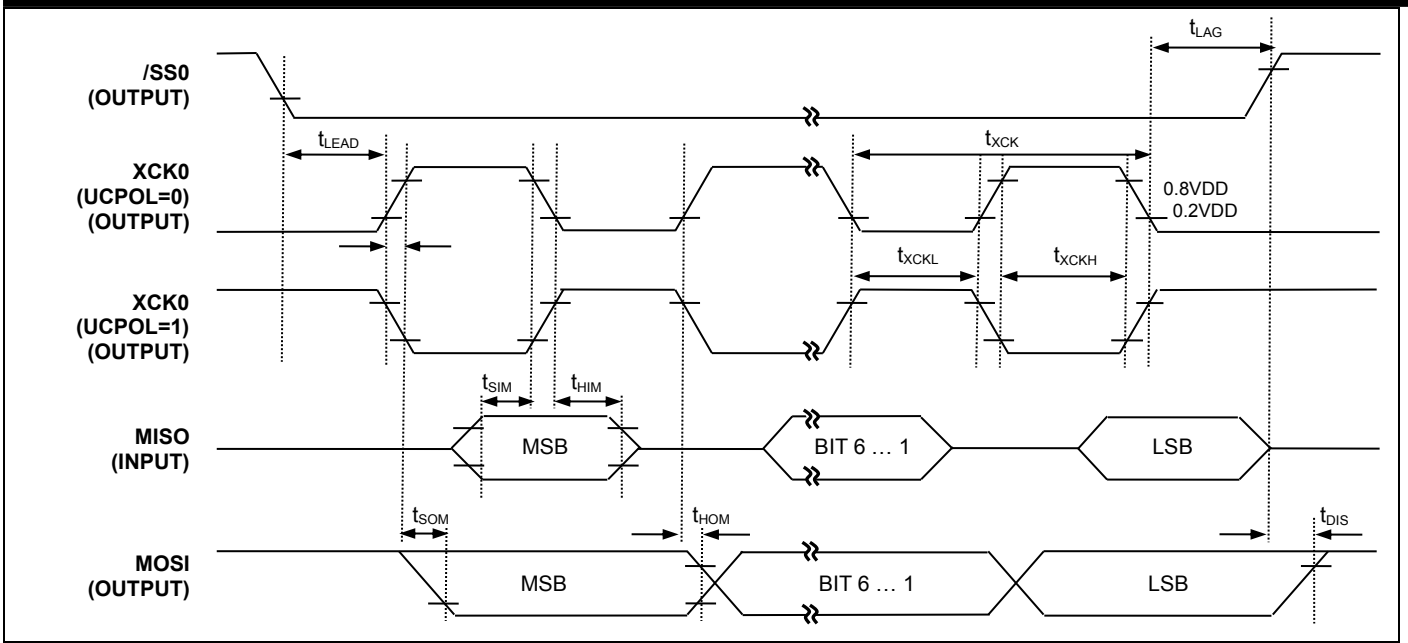 tLAG
/SS0
(OUTPUT)
tLEAD
tXCK
XCK0
(UCPOL=0)
(OUTPUT)
0.8VDD
0.2VDD
tXCKL
tXCKH
XCK0
(UCPOL=1)
(OUTPUT)
tSIM
tHIM
MISO
(INPUT)
MSB
BIT 6 … 1
LSB
tSOM
tHOM
tDIS
MOSI
(OUTPUT)
MSB
BIT 6 … 1
LSB